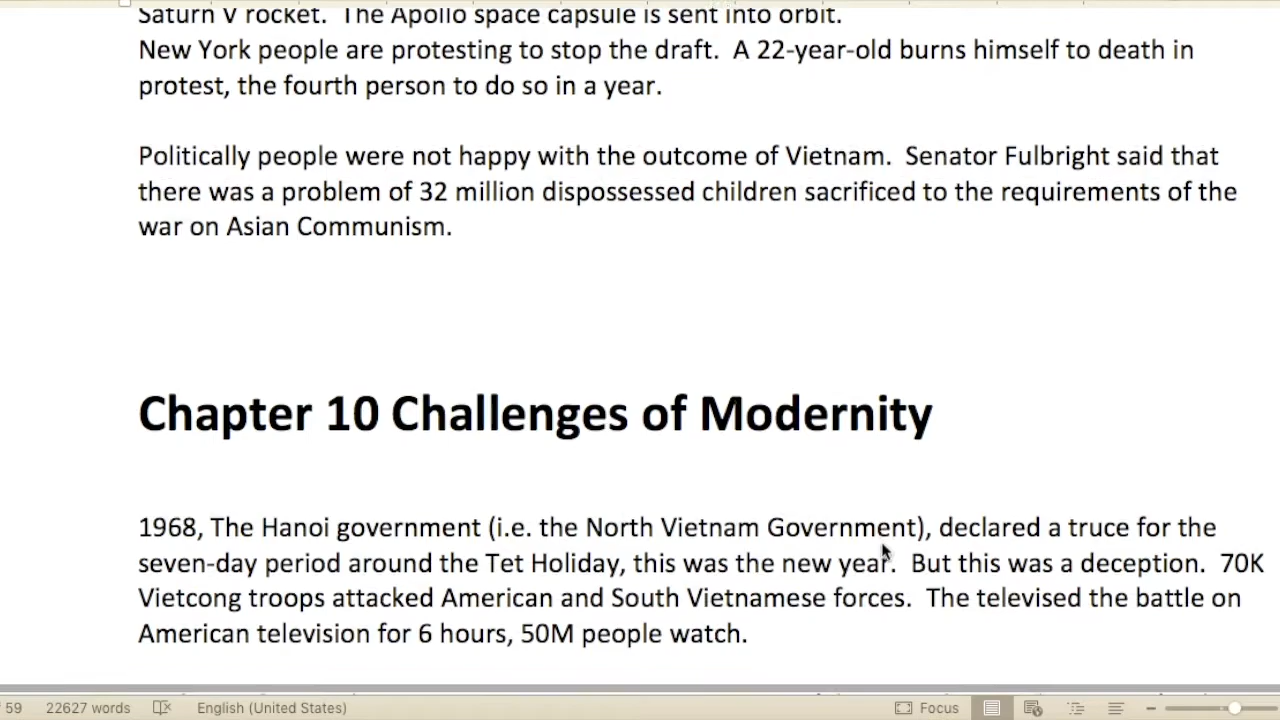 Saturn V rocket.  The Apollo space capsule is sent into orbit.
New York people are protesting to stop the draft.  A 22-year-old burns himself to death in
protest, the fourth person to do so in a year.
Politically people were not happy with the outcome of Vietnam.  Senator Fulbright said that
there was a problem of 32 million dispossessed children sacrificed to the requirements of the
war on Asian Communism.
Chapter 10 Challenges of Modernity
1968, The Hanoi government (i.e. the North Vietnam Government), declared a truce for the
seven-day period around the Tet Holiday, this was the new year.  But this was a deception.  70K
Vietcong troops attacked American and South Vietnamese forces.  The televised the battle on
American television for 6 hours, 50M people watch.
59 22627 words English (United States) Focus